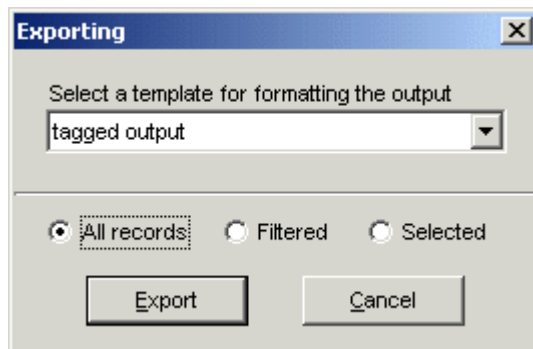 Exporting
Select a template for formatting the output
tagged output
All records Filtered Selected
Export Cancel